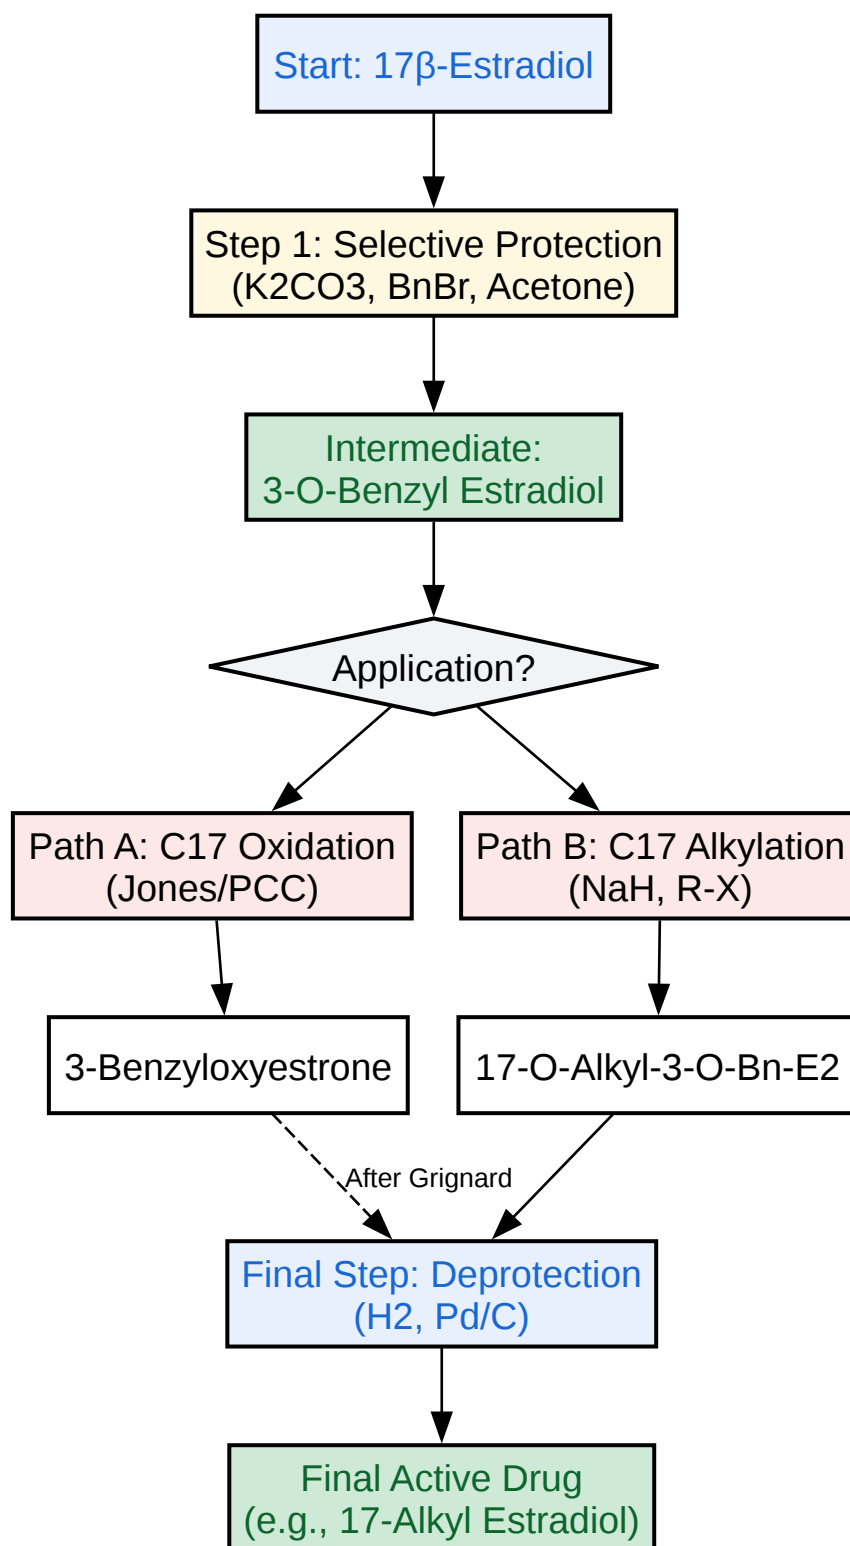 Start: 17β-Estradiol
Step 1: Selective Protection
(K2CO3, BnBr, Acetone)
Intermediate:
3-O-Benzyl Estradiol
Application?
Path A: C17 Oxidation
(Jones/PCC)
Path B: C17 Alkylation
(NaH, R-X)
3-Benzyloxyestrone
17-O-Alkyl-3-O-Bn-E2
After Grignard
Final Step: Deprotection
(H2, Pd/C)
Final Active Drug
(e.g., 17-Alkyl Estradiol)